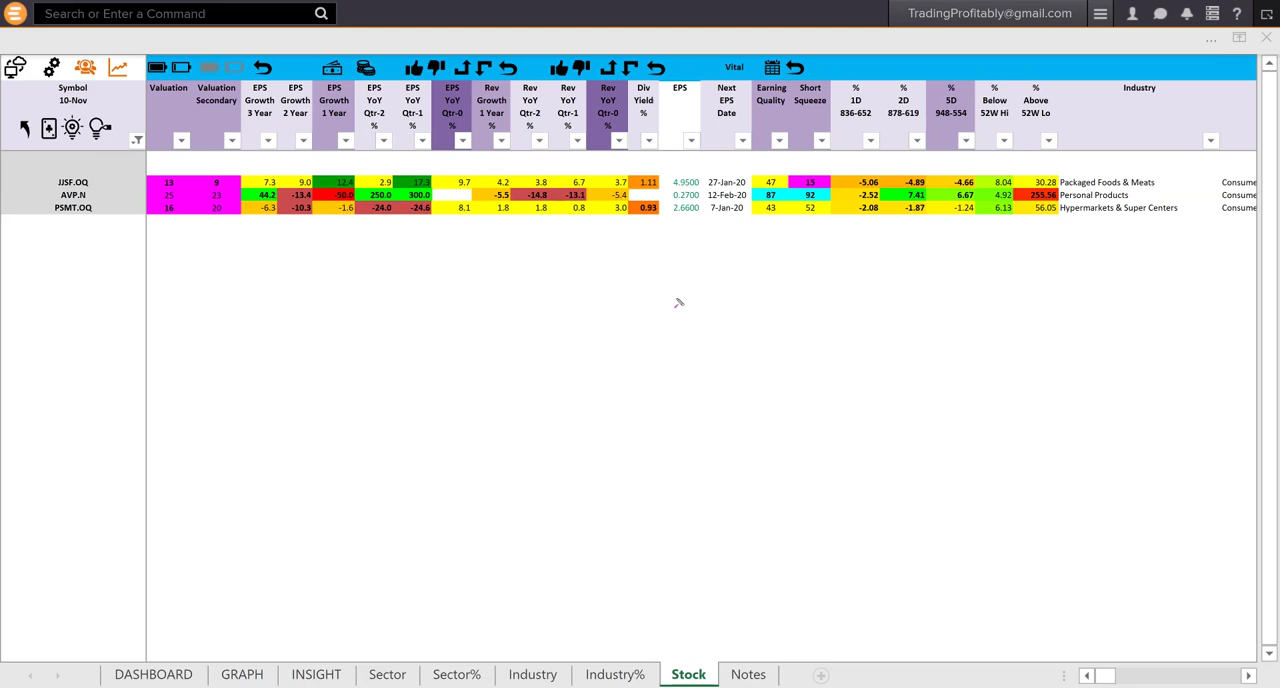 Search or Enter a Command
TradingProfitably@gmail.com
?
...
Vital
Symbol
10-Nov
Valuation
Valuation
Secondary
EPS
Growth
3 Year
EPS
Growth
2 Year
EPS
Growth
1 Year
EPS
YoY
Qtr-2
%
EPS
YoY
Qtr-1
%
EPS
YoY
Qtr-0
%
Rev
Growth
1 Year
Rev
YoY
Qtr-2
%
Rev
YoY
Qtr-1
%
Rev
YoY
Qtr-0
%
Div
Yield
%
EPS
Next
EPS
Date
Earning
Quality
Short
Squeeze
%
1D
836-652
%
2D
878-619
%
5D
948-554
%
Below
52W Hi
%
Above
52W Lo
Industry
JJSF.OQ 13 9 7.3 9.0 12.4 2.9 17.3 9.7 4.2 3.8 6.7 3.7 1.11 4.9500 27-Jan-20 47 15 -5.06 -4.89 -4.66 8.04 30.28 Packaged Foods & Meats Consume
AVP.N 25 23 44.2 -13.4 -50.0 250.0 300.0 -5.5 -14.8 -13.1 -5.4 0.2700 12-Feb-20 87 92 -2.52 7.41 6.67 4.92 255.56 Personal Products Consume
PSMT.OQ 16 20 -6.3 -10.3 -1.6 -24.0 -24.6 8.1 1.8 1.8 0.8 3.0 0.93 2.6600 7-Jan-20 43 52 -2.08 -1.87 -1.24 6.13 56.05 Hypermarkets & Super Centers Consume
DASHBOARD GRAPH INSIGHT Sector Sector% Industry Industry% Stock Notes